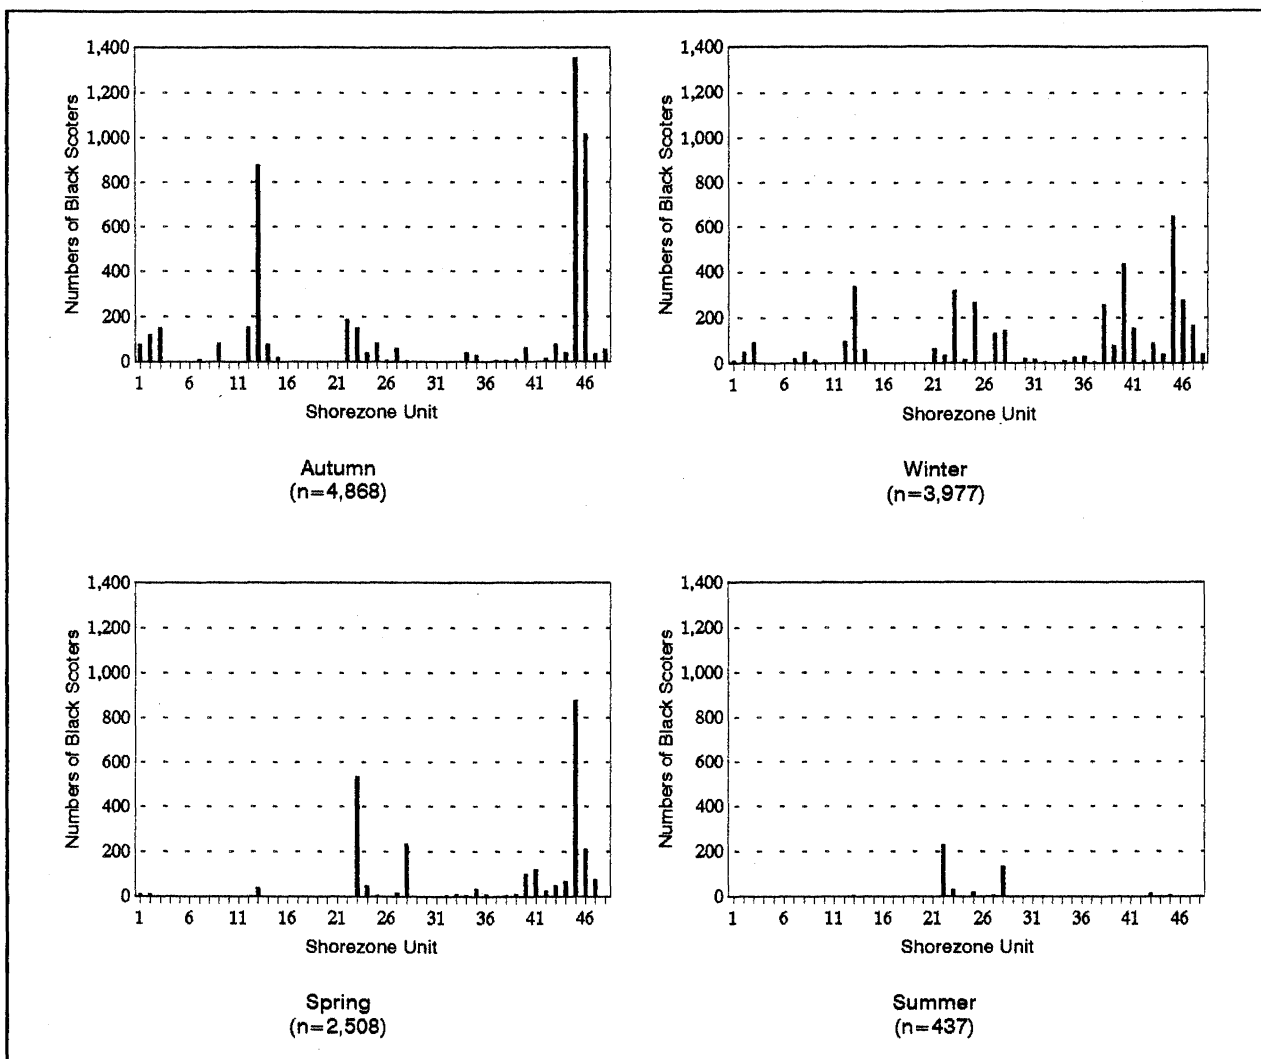 1,400
1,200
1,000
800
600
400
200
0
Numbers of Black Scoters
1 6 11 16 21 26 31 36 41 46
Shorezone Unit
Autumn
(n=4,868)
1,400
1,200
1,000
800
600
400
200
0
Numbers of Black Scoters
1 6 11 16 21 26 31 36 41 46
Shorezone Unit
Winter
(n=3,977)
1,400
1,200
1,000
800
600
400
200
0
Numbers of Black Scoters
1 6 11 16 21 26 31 36 41 46
Shorezone Unit
Spring
(n=2,508)
1,400
1,200
1,000
800
600
400
200
0
Numbers of Black Scoters
1 6 11 16 21 26 31 36 41 46
Shorezone Unit
Summer
(n=437)